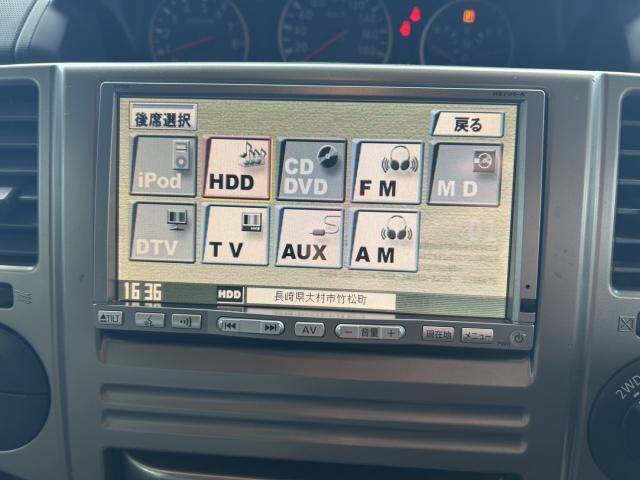 後席選択
戻る
iPod
HDD
CD
DVD
FM
MD
DTV
TV
AUX
AM
16:36
HDD
長崎県大村市竹松町
▲TILT
AV
− 音量 +
現在地
メニュー
2WD